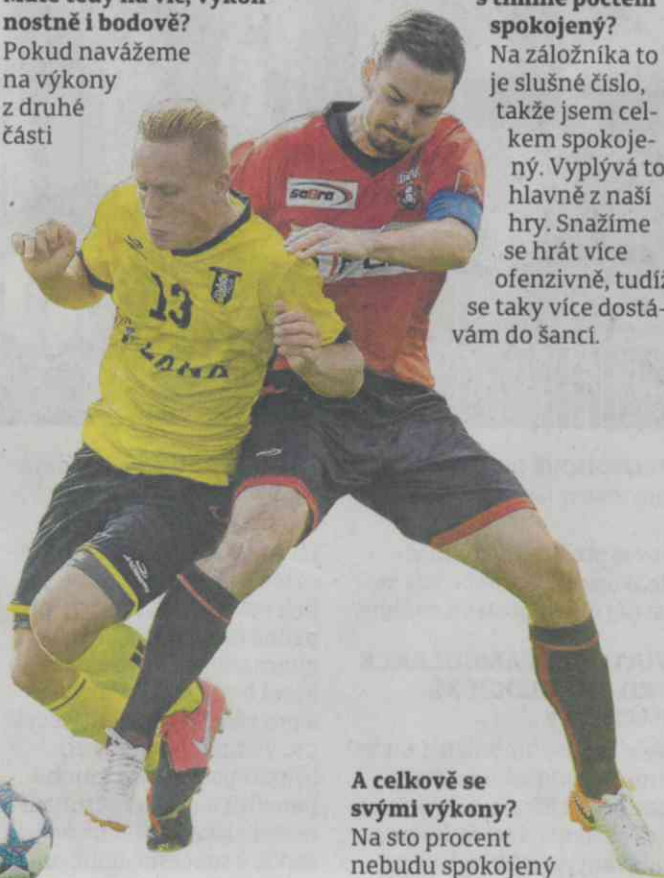 nostně i bodově?
Pokud navážeme
na výkony
z druhé
části
spokojený?
Na záložníka to
je slušné číslo,
takže jsem cel-
kem spokoje-
ný. Vyplývá to
hlavně z naší
hry. Snažíme
se hrát více
ofenzivně, tudíž
se taky více dostá-
vám do šancí.
13
A celkově se
svými výkony?
Na sto procent
nebudu spokojený